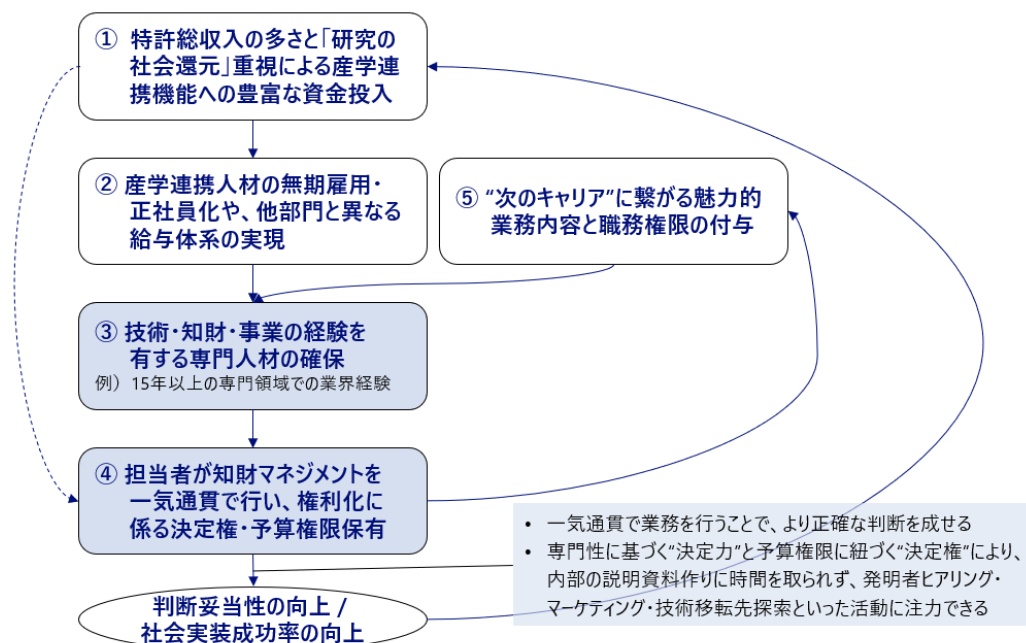 ① 特許総収入の多さと「研究の
社会還元」重視による産学連
携機能への豊富な資金投入
② 産学連携人材の無期雇用・
正社員化や、他部門と異なる
給与体系の実現
⑤ “次のキャリア”に繋がる魅力的
業務内容と職務権限の付与
③ 技術・知財・事業の経験を
有する専門人材の確保
例）15年以上の専門領域での業界経験
④ 担当者が知財マネジメントを
一気通貫で行い、権利化に
係る決定権・予算権限保有
• 一気通貫で業務を行うことで、より正確な判断を成せる
• 専門性に基づく“決定力”と予算権限に紐づく“決定権”により、
内部の説明資料作りに時間を取られず、発明者ヒアリング・
マーケティング・技術移転先探索といった活動に注力できる
判断妥当性の向上 /
社会実装成功率の向上